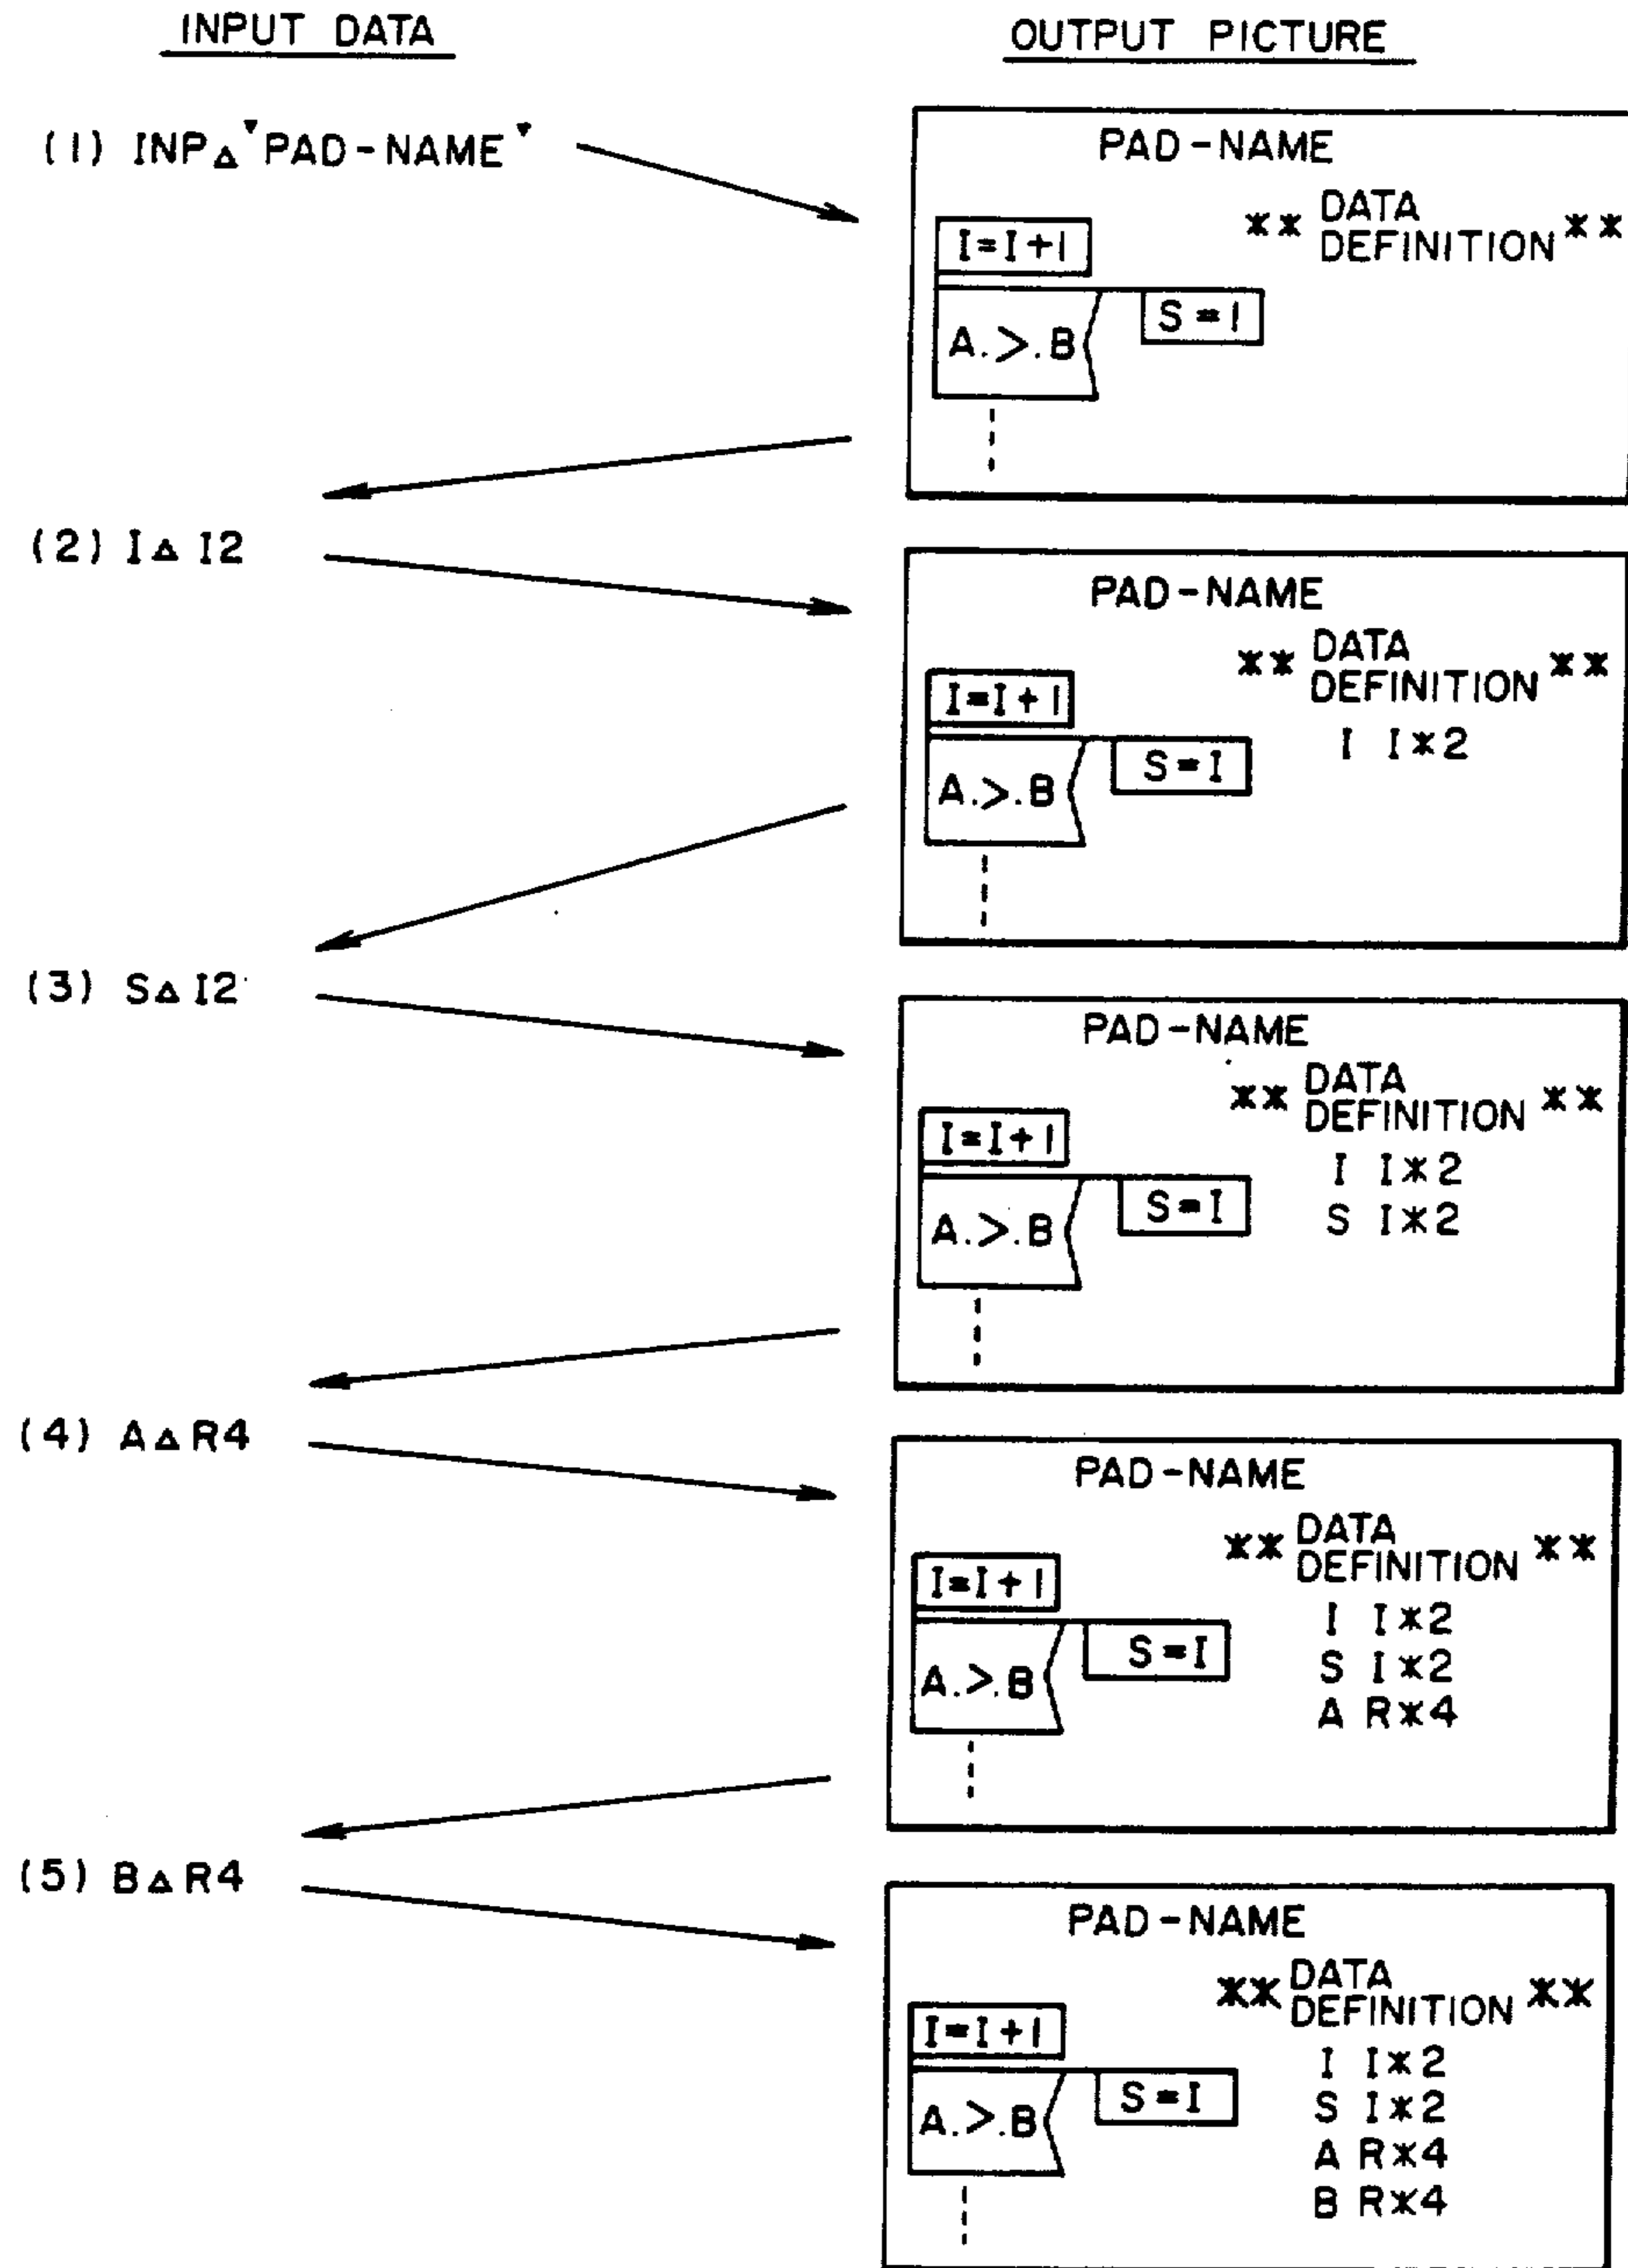 INPUT DATA
OUTPUT PICTURE
(1) INP△▼PAD-NAME▼
PAD-NAME
** DATA
DEFINITION **
I=I+1
S=1
A.>.B
(2) I△I2
PAD-NAME
** DATA
DEFINITION **
I I*2
I=I+1
S=I
A.>.B
(3) S△I2
PAD-NAME
** DATA
DEFINITION **
I I*2
S I*2
I=I+1
S=I
A.>.B
(4) A△R4
PAD-NAME
** DATA
DEFINITION **
I I*2
S I*2
A R*4
I=I+1
S=I
A.>.B
(5) B△R4
PAD-NAME
** DATA
DEFINITION **
I I*2
S I*2
A R*4
B R*4
I=I+1
S=I
A.>.B